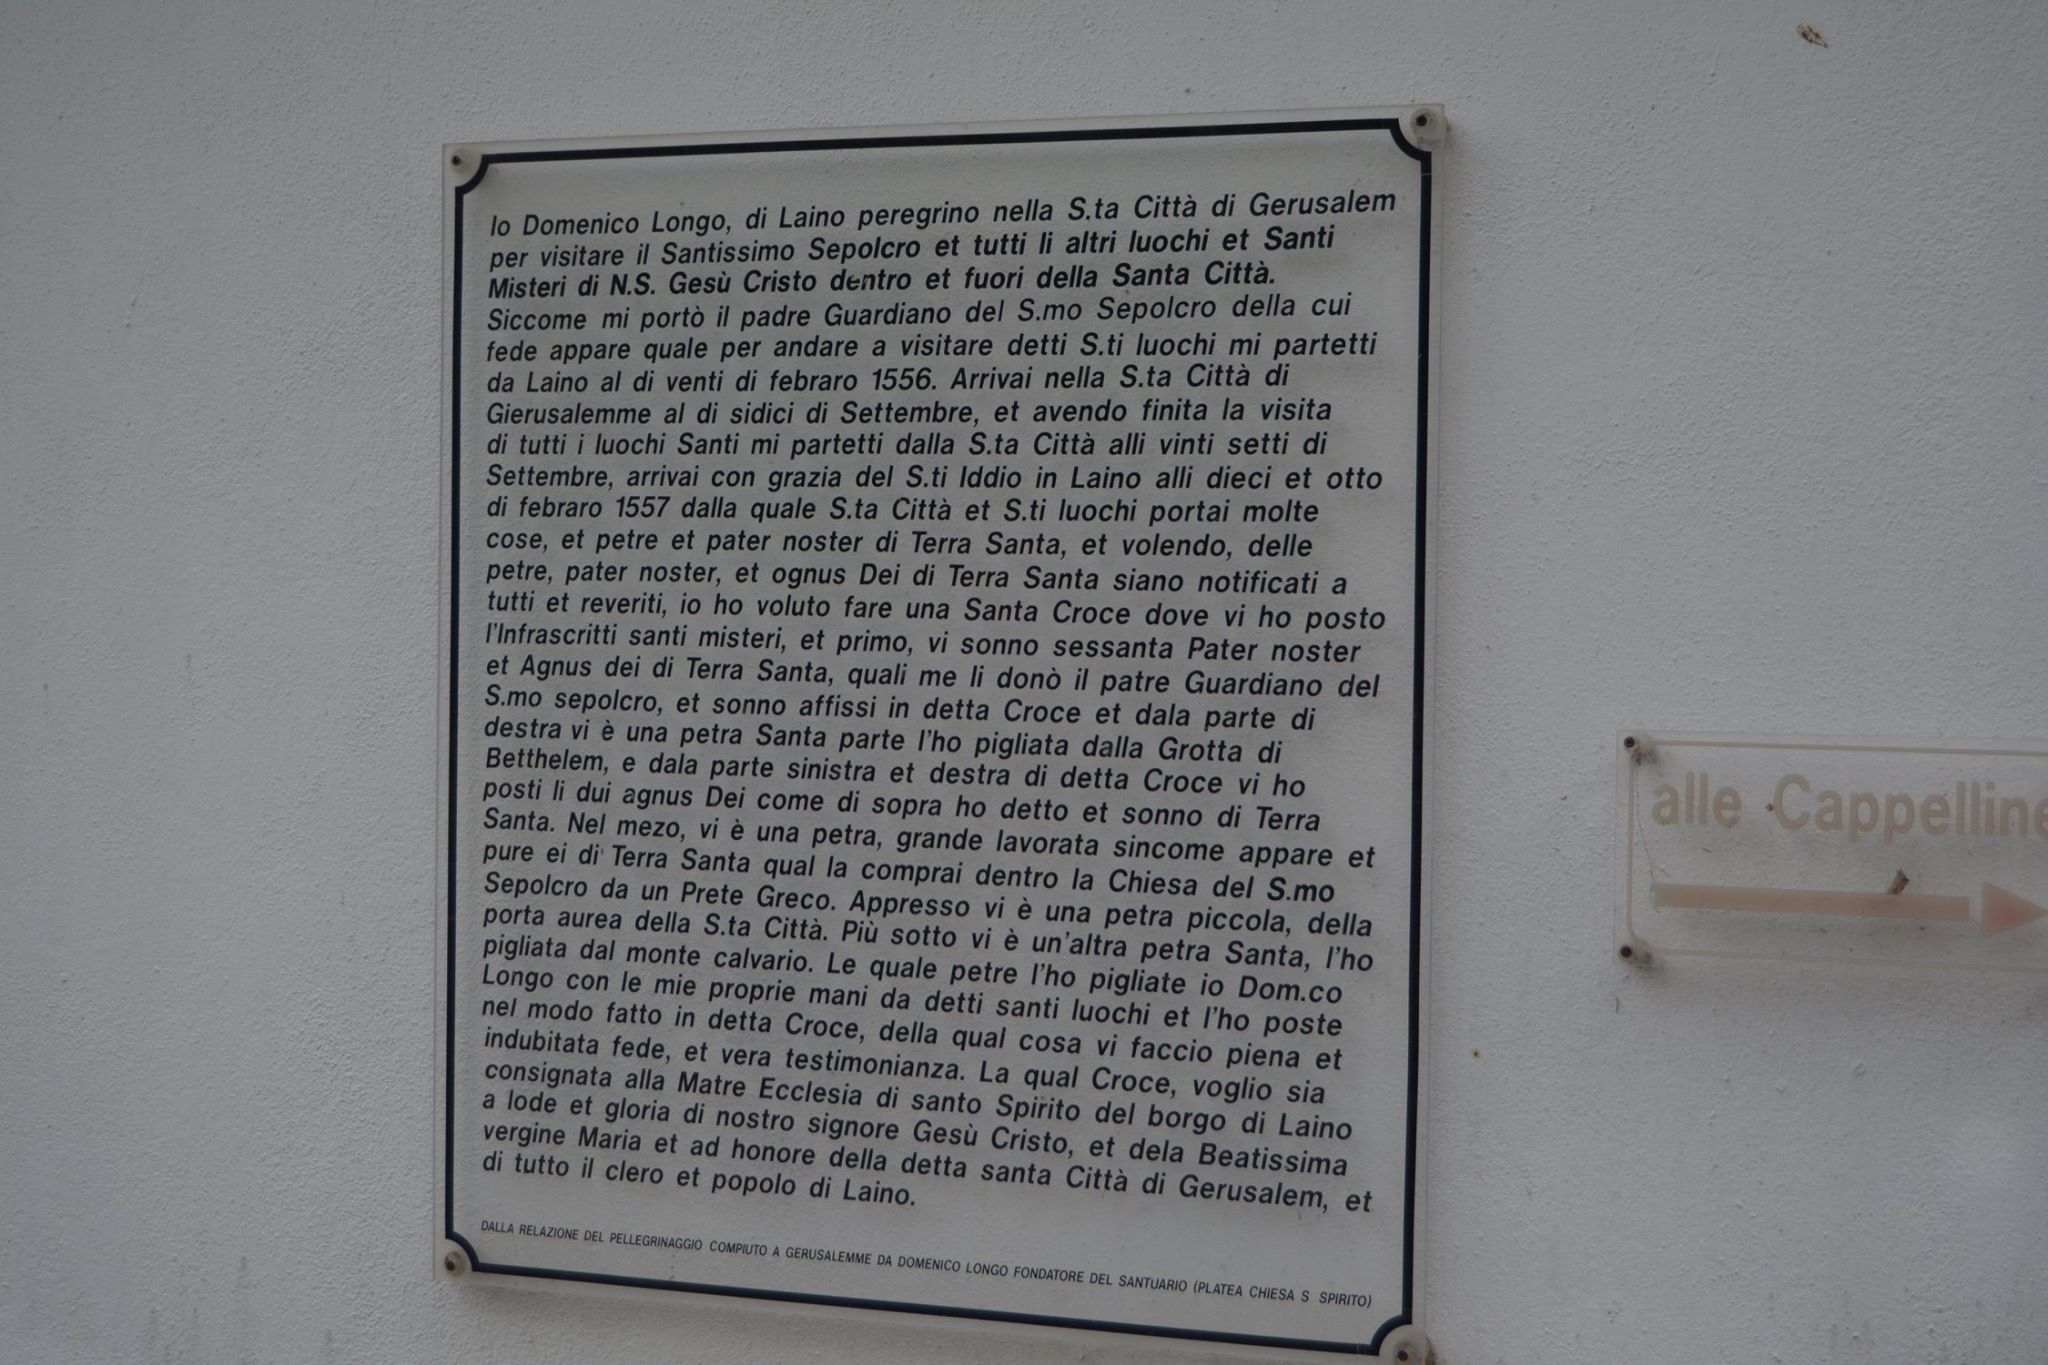 Io Domenico Longo, di Laino peregrino nella S.ta Città di Gerusalem
per visitare il Santissimo Sepolcro et tutti li altri luochi et Santi
Misteri di N.S. Gesù Cristo dentro et fuori della Santa Città.
Siccome mi portò il padre Guardiano del S.mo Sepolcro della cui
fede appare quale per andare a visitare detti S.ti luochi mi partetti
da Laino al di venti di febraro 1556. Arrivai nella S.ta Città di
Gierusalemme al di sidici di Settembre, et avendo finita la visita
di tutti i luochi Santi mi partetti dalla S.ta Città alli vinti setti di
Settembre, arrivai con grazia del S.ti Iddio in Laino alli dieci et otto
di febraro 1557 dalla quale S.ta Città et S.ti luochi portai molte
cose, et petre et pater noster di Terra Santa, et volendo, delle
petre, pater noster, et ognus Dei di Terra Santa siano notificati a
tutti et reveriti, io ho voluto fare una Santa Croce dove vi ho posto
l'Infrascritti santi misteri, et primo, vi sonno sessanta Pater noster
et Agnus dei di Terra Santa, quali me li donò il patre Guardiano del
S.mo sepolcro, et sonno affissi in detta Croce et dala parte di
destra vi è una petra Santa parte l'ho pigliata dalla Grotta di
Betthelem, e dala parte sinistra et destra di detta Croce vi ho
posti li dui agnus Dei come di sopra ho detto et sonno di Terra
Santa. Nel mezo, vi è una petra, grande lavorata sincome appare et
pure ei di Terra Santa qual la comprai dentro la Chiesa del S.mo
Sepolcro da un Prete Greco. Appresso vi è una petra piccola, della
porta aurea della S.ta Città. Più sotto vi è un'altra petra Santa, l'ho
pigliata dal monte calvario. Le quale petre l'ho pigliate io Dom.co
Longo con le mie proprie mani da detti santi luochi et l'ho poste
nel modo fatto in detta Croce, della qual cosa vi faccio piena et
indubitata fede, et vera testimonianza. La qual Croce, voglio sia
consignata alla Matre Ecclesia di santo Spirito del borgo di Laino
a lode et gloria di nostro signore Gesù Cristo, et dela Beatissima
vergine Maria et ad honore della detta santa Città di Gerusalem, et
di tutto il clero et popolo di Laino.
DALLA RELAZIONE DEL PELLEGRINAGGIO COMPIUTO A GERUSALEMME DA DOMENICO LONGO FONDATORE DEL SANTUARIO (PLATEA CHIESA S SPIRITO)
alle Cappelline